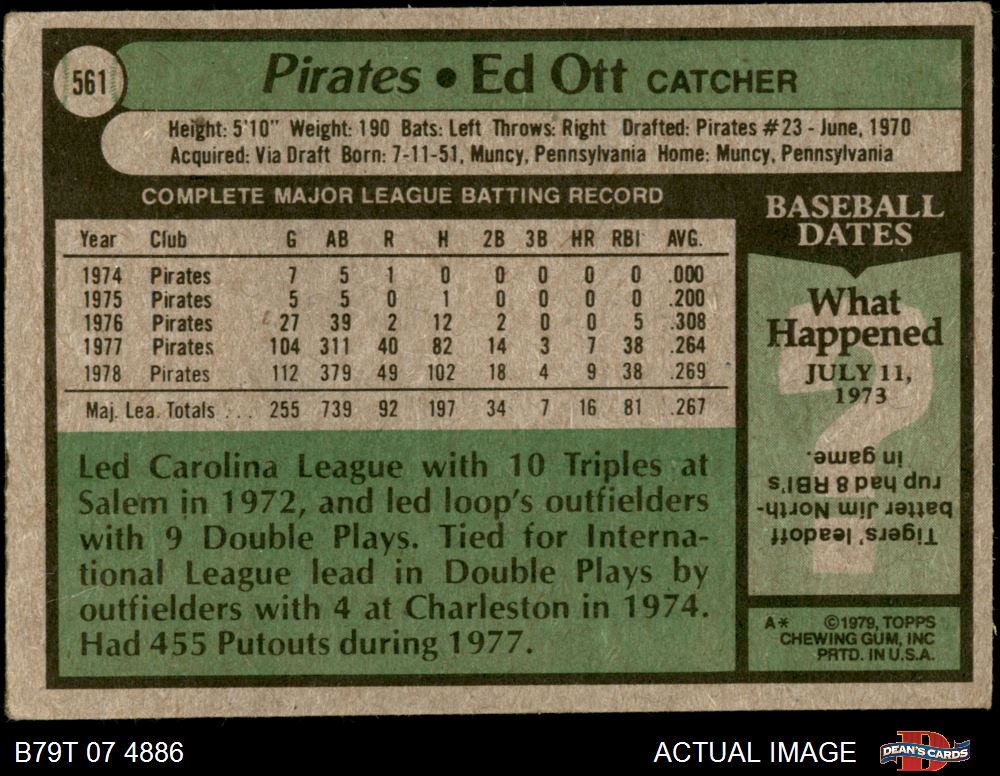 561
Pirates • Ed Ott CATCHER
Height: 5'10" Weight: 190 Bats: Left Throws: Right Drafted: Pirates #23 - June, 1970
Acquired: Via Draft Born: 7-11-51, Muncy, Pennsylvania Home: Muncy, Pennsylvania
COMPLETE MAJOR LEAGUE BATTING RECORD
Year Club G AB R H 2B 3B HR RBI AVG.
1974 Pirates 7 5 1 0 0 0 0 0 .000
1975 Pirates 5 5 0 1 0 0 0 0 .200
1976 Pirates 27 39 2 12 2 0 0 5 .308
1977 Pirates 104 311 40 82 14 3 7 38 .264
1978 Pirates 112 379 49 102 18 4 9 38 .269
Maj. Lea. Totals ... 255 739 92 197 34 7 16 81 .267
Led Carolina League with 10 Triples at
Salem in 1972, and led loop's outfielders
with 9 Double Plays. Tied for Interna-
tional League lead in Double Plays by
outfielders with 4 at Charleston in 1974.
Had 455 Putouts during 1977.
BASEBALL
DATES
What
Happened
JULY 11,
1973
?
Tigers' leadoff
batter Jim North-
rup had 8 RBI's
in game.
A* ©1979, TOPPS
CHEWING GUM, INC
PRTD. IN U.S.A.
B79T 07 4886
ACTUAL IMAGE
D
DEAN'S CARDS